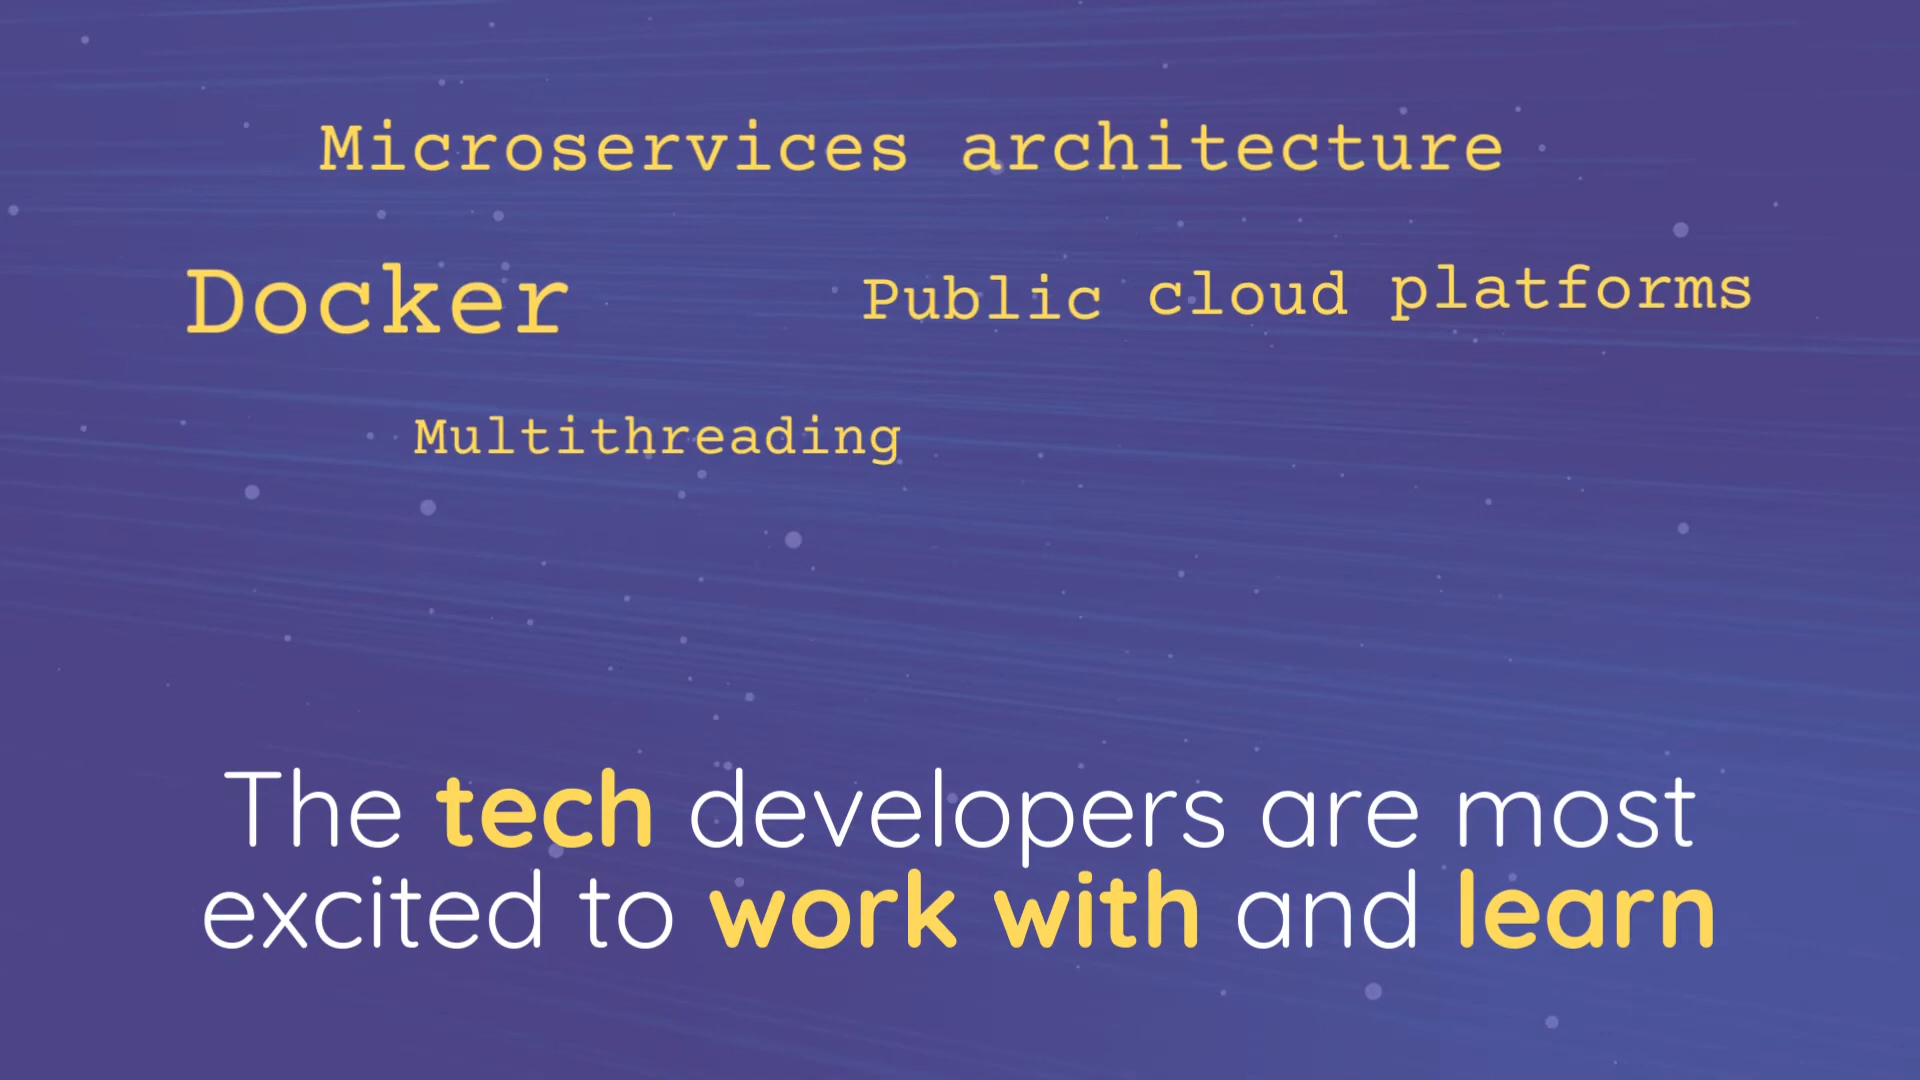 Microservices architecture
Docker
Public cloud platforms
Multithreading
The tech developers are most
excited to work with and learn